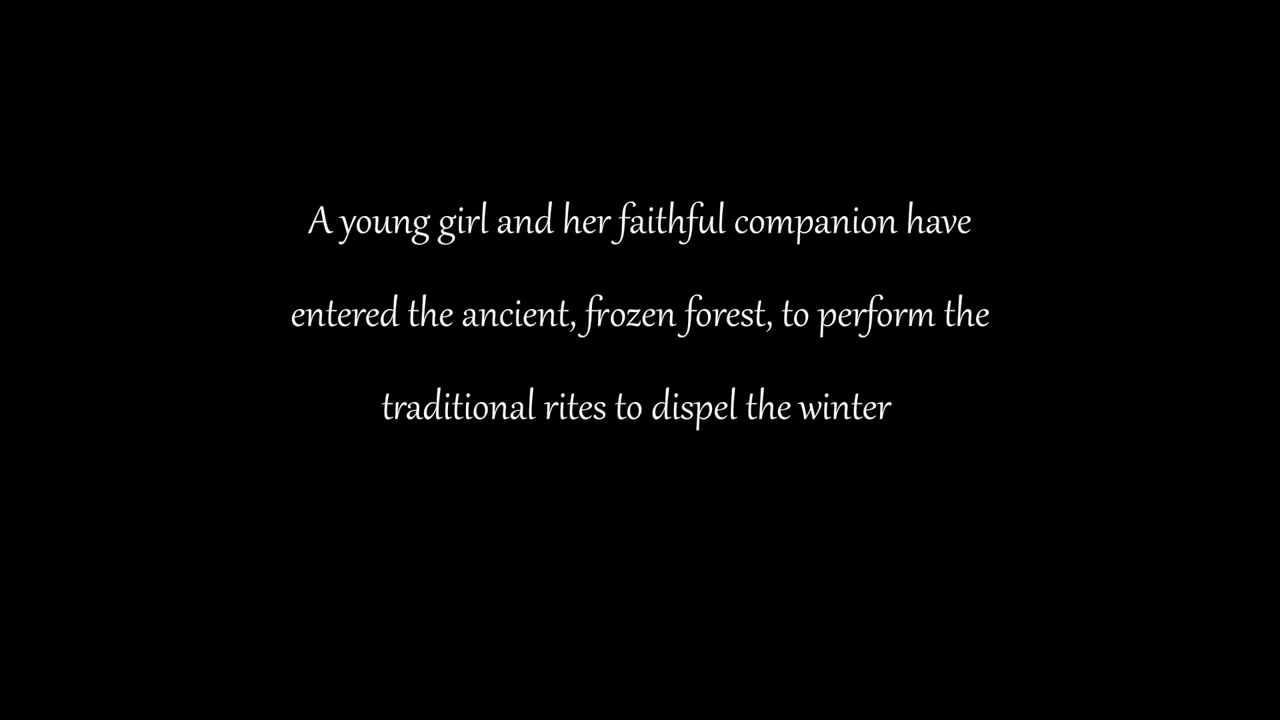 A young girl and her faithful companion have
entered the ancient, frozen forest, to perform the
traditional rites to dispel the winter